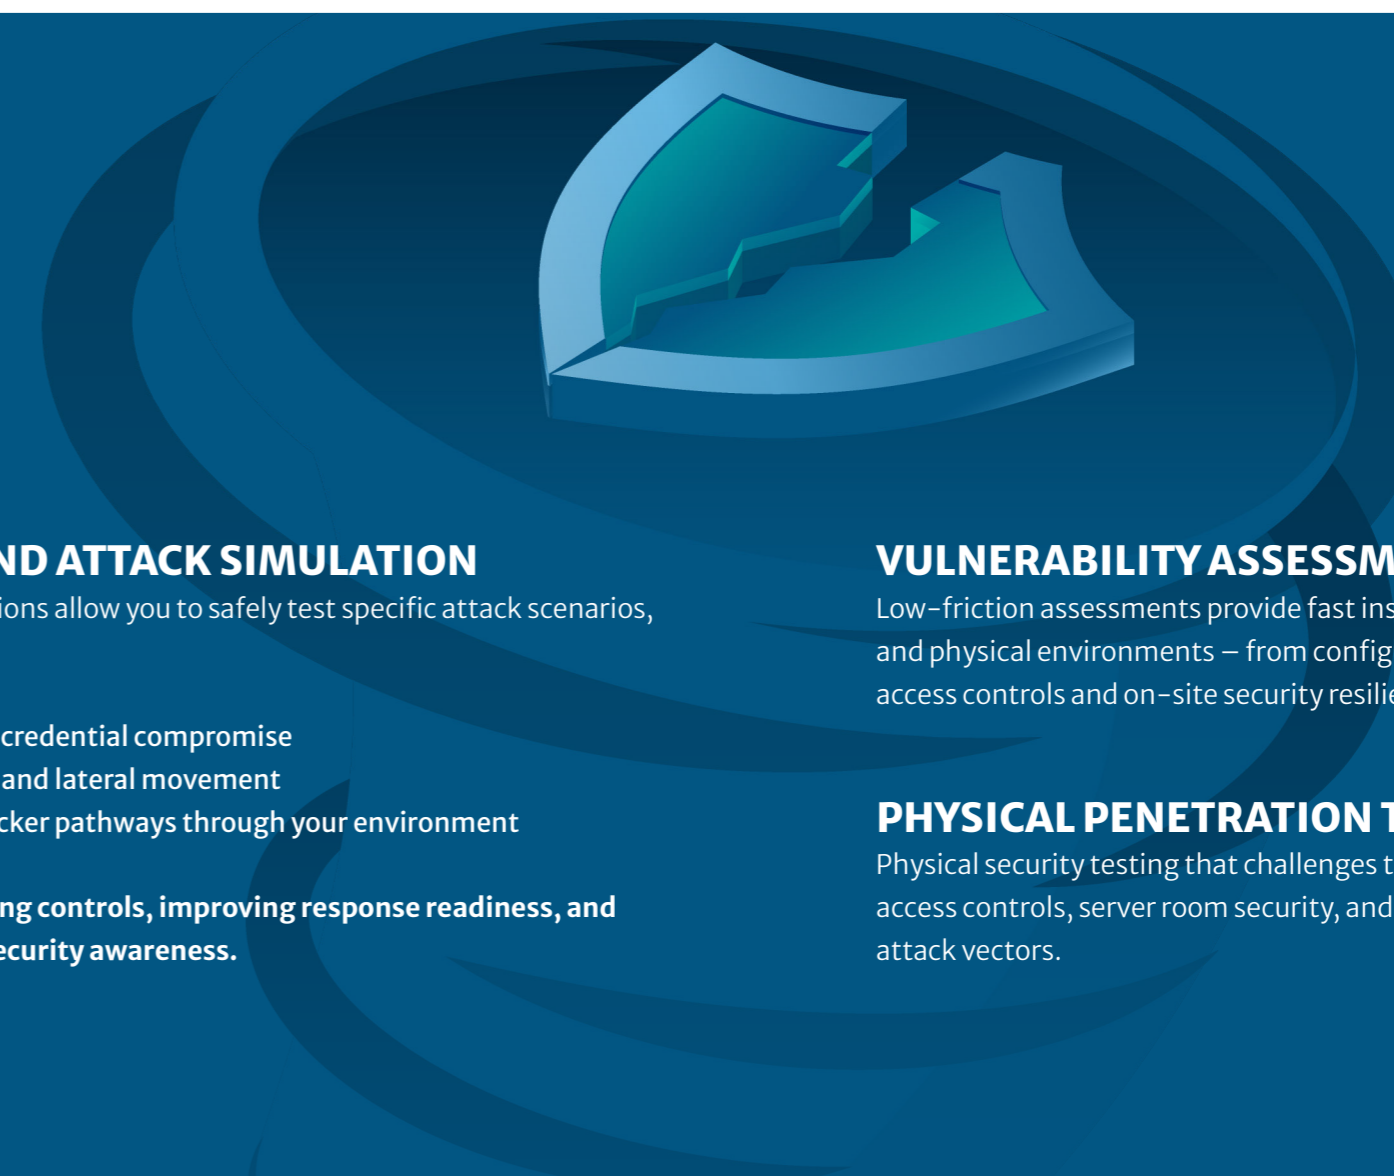 ND ATTACK SIMULATION
ions allow you to safely test specific attack scenarios,
credential compromise
and lateral movement
cker pathways through your environment
ng controls, improving response readiness, and
ecurity awareness.
VULNERABILITY ASSESSM
Low-friction assessments provide fast ins
and physical environments – from config
access controls and on-site security resilie
PHYSICAL PENETRATION T
Physical security testing that challenges t
access controls, server room security, and
attack vectors.